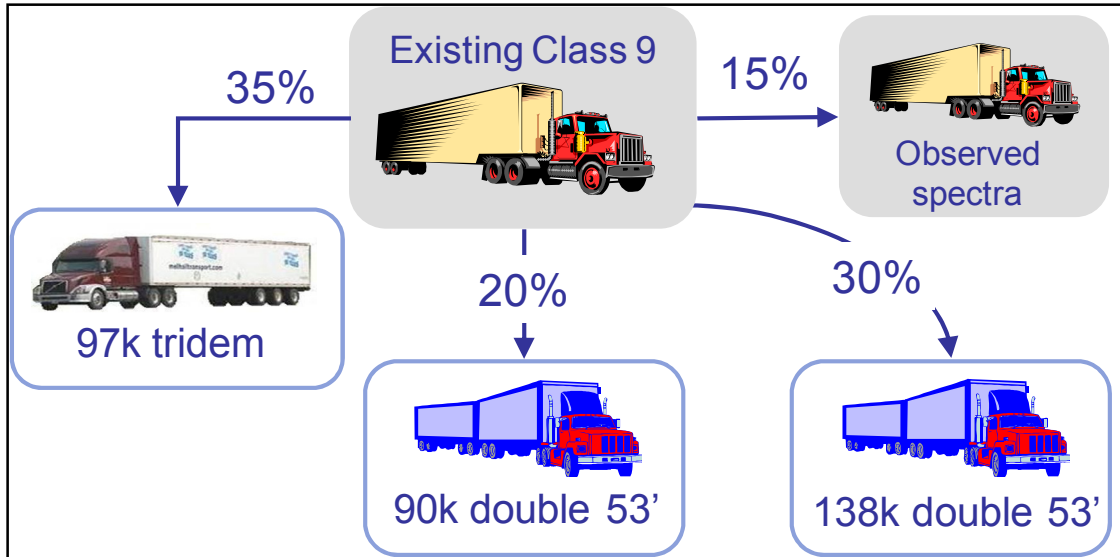 Existing Class 9
35%
15%
Observed
spectra
20%
30%
97k tridem
90k double 53’
138k double 53’